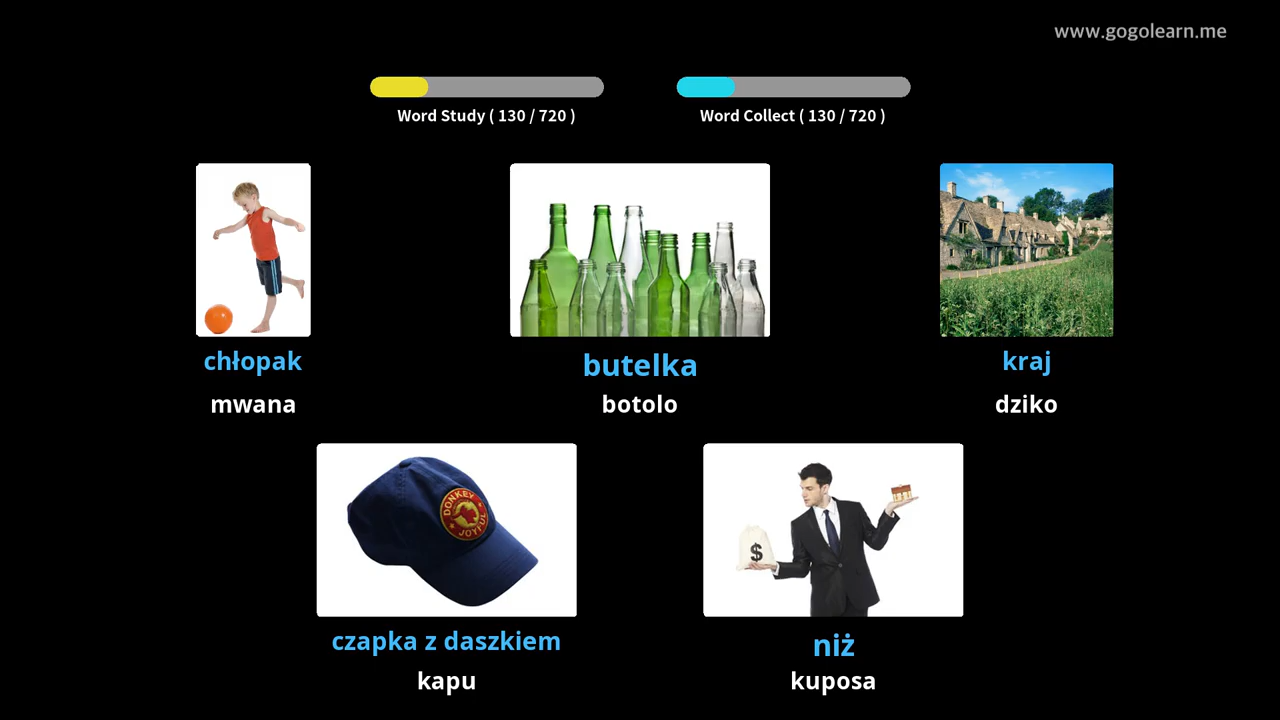 www.gogolearn.me
Word Study ( 130 / 720 )
Word Collect ( 130 / 720 )
chłopak
butelka
kraj
mwana
botolo
dziko
DONKEY
JOYFUL
$
czapka z daszkiem
niż
kapu
kuposa